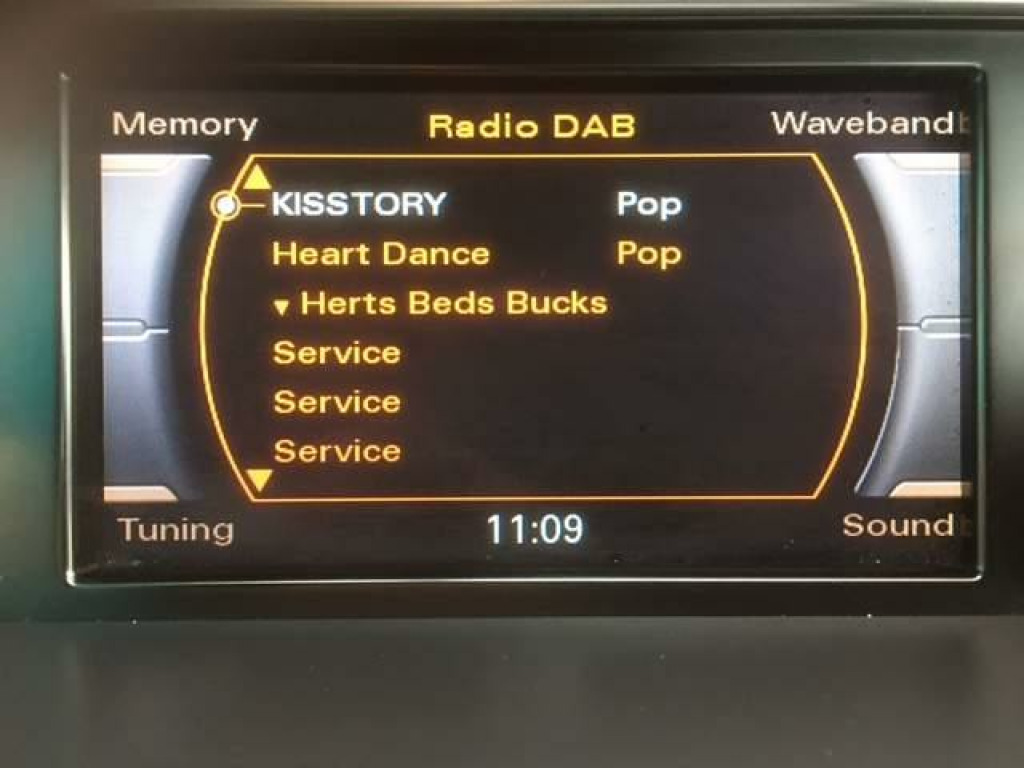 Memory Radio DAB Waveband
KISSTORY Pop
Heart Dance Pop
Herts Beds Bucks
Service
Service
Service
Tuning 11:09 Sound